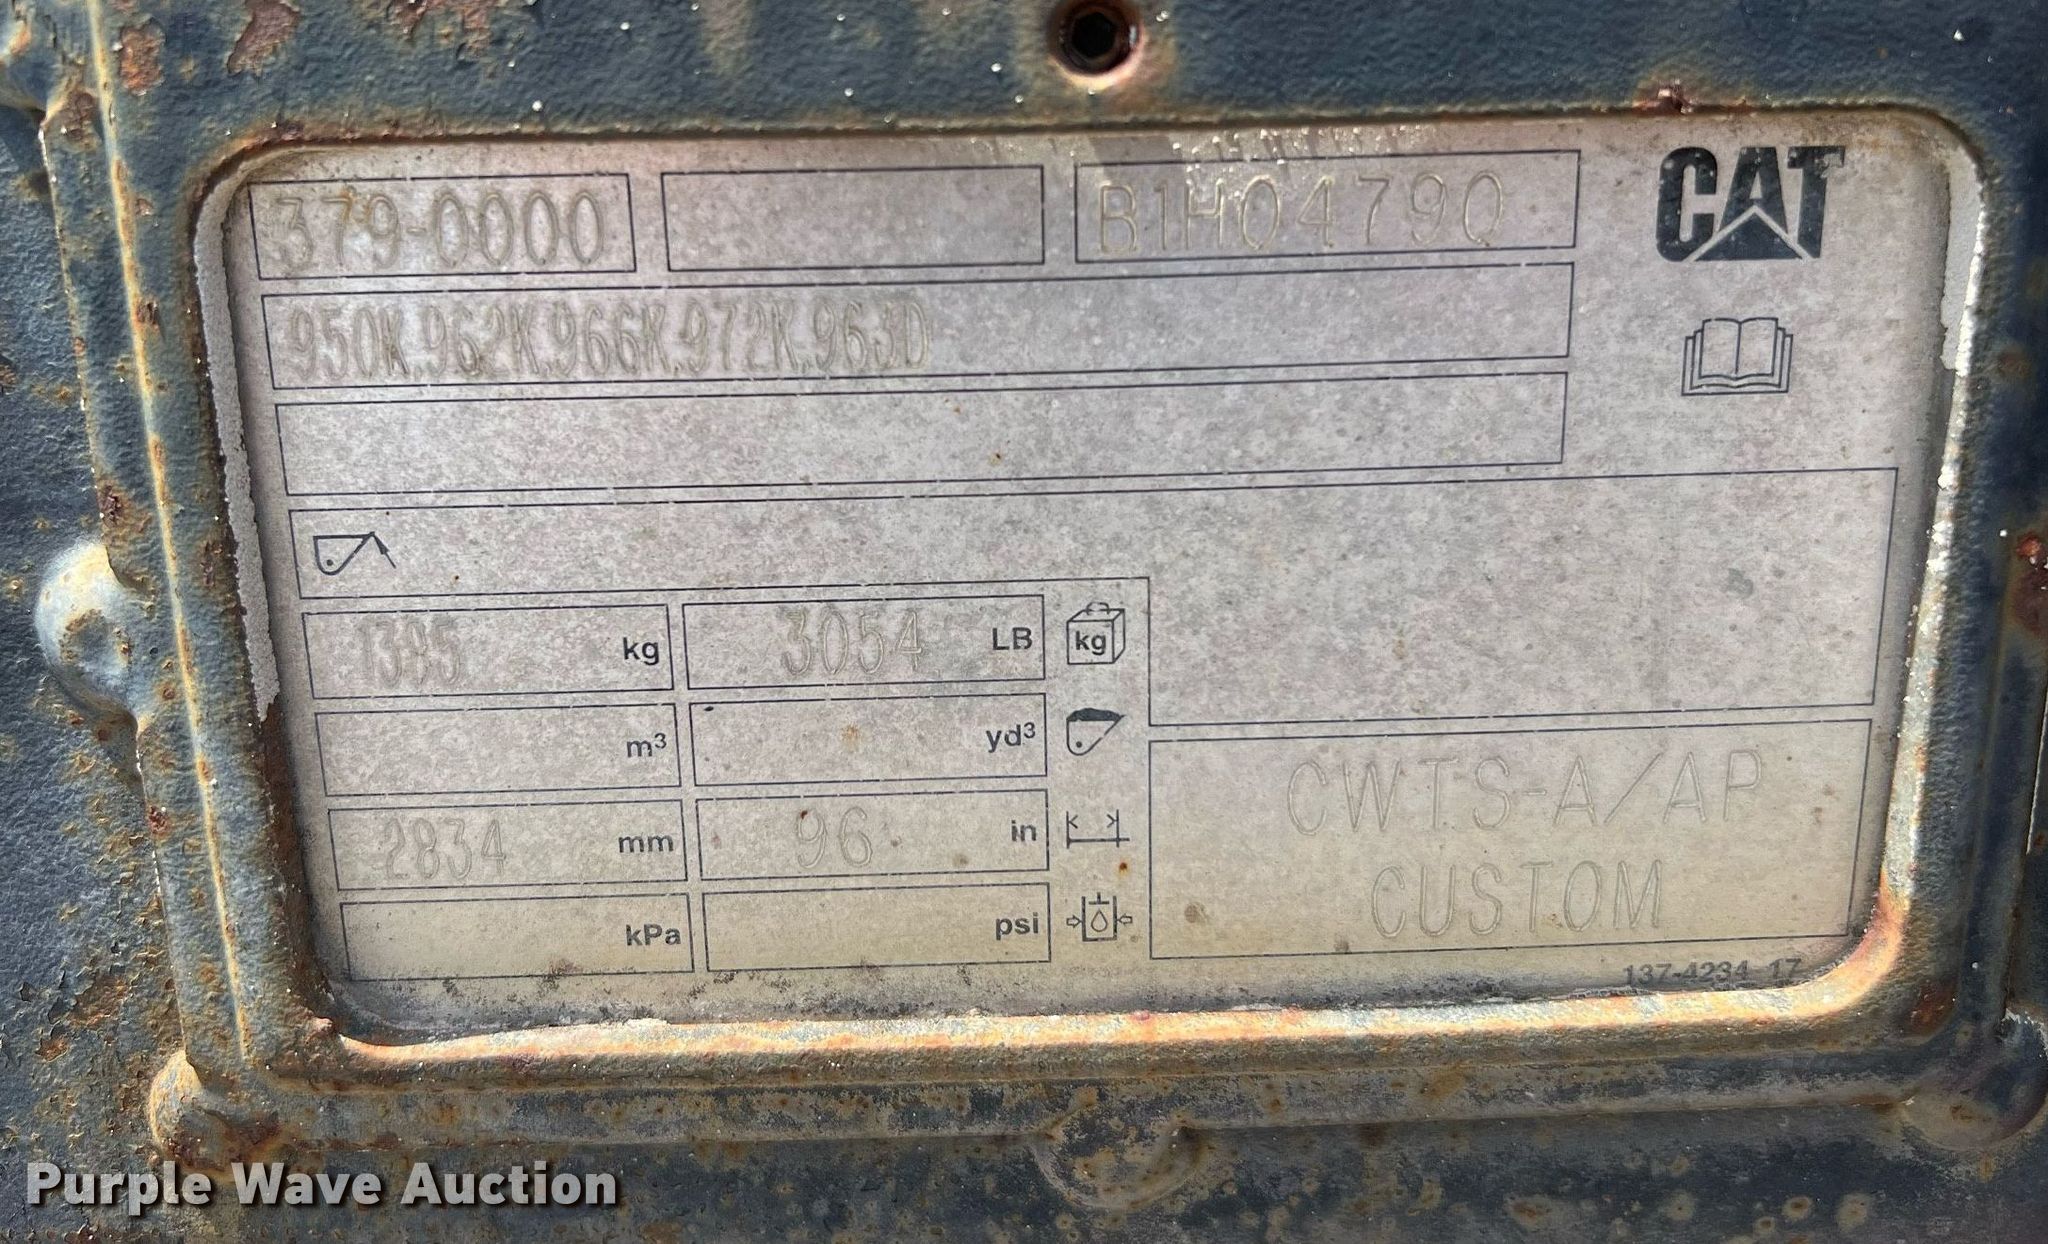 379-0000 B1H04790 CAT
950K,962K,966K,972K,963D
1385 kg 3054 LB kg
m³ yd³
2834 mm 96 in
kPa psi
CWTS-A/AP
CUSTOM
137-4234 17
Purple Wave Auction